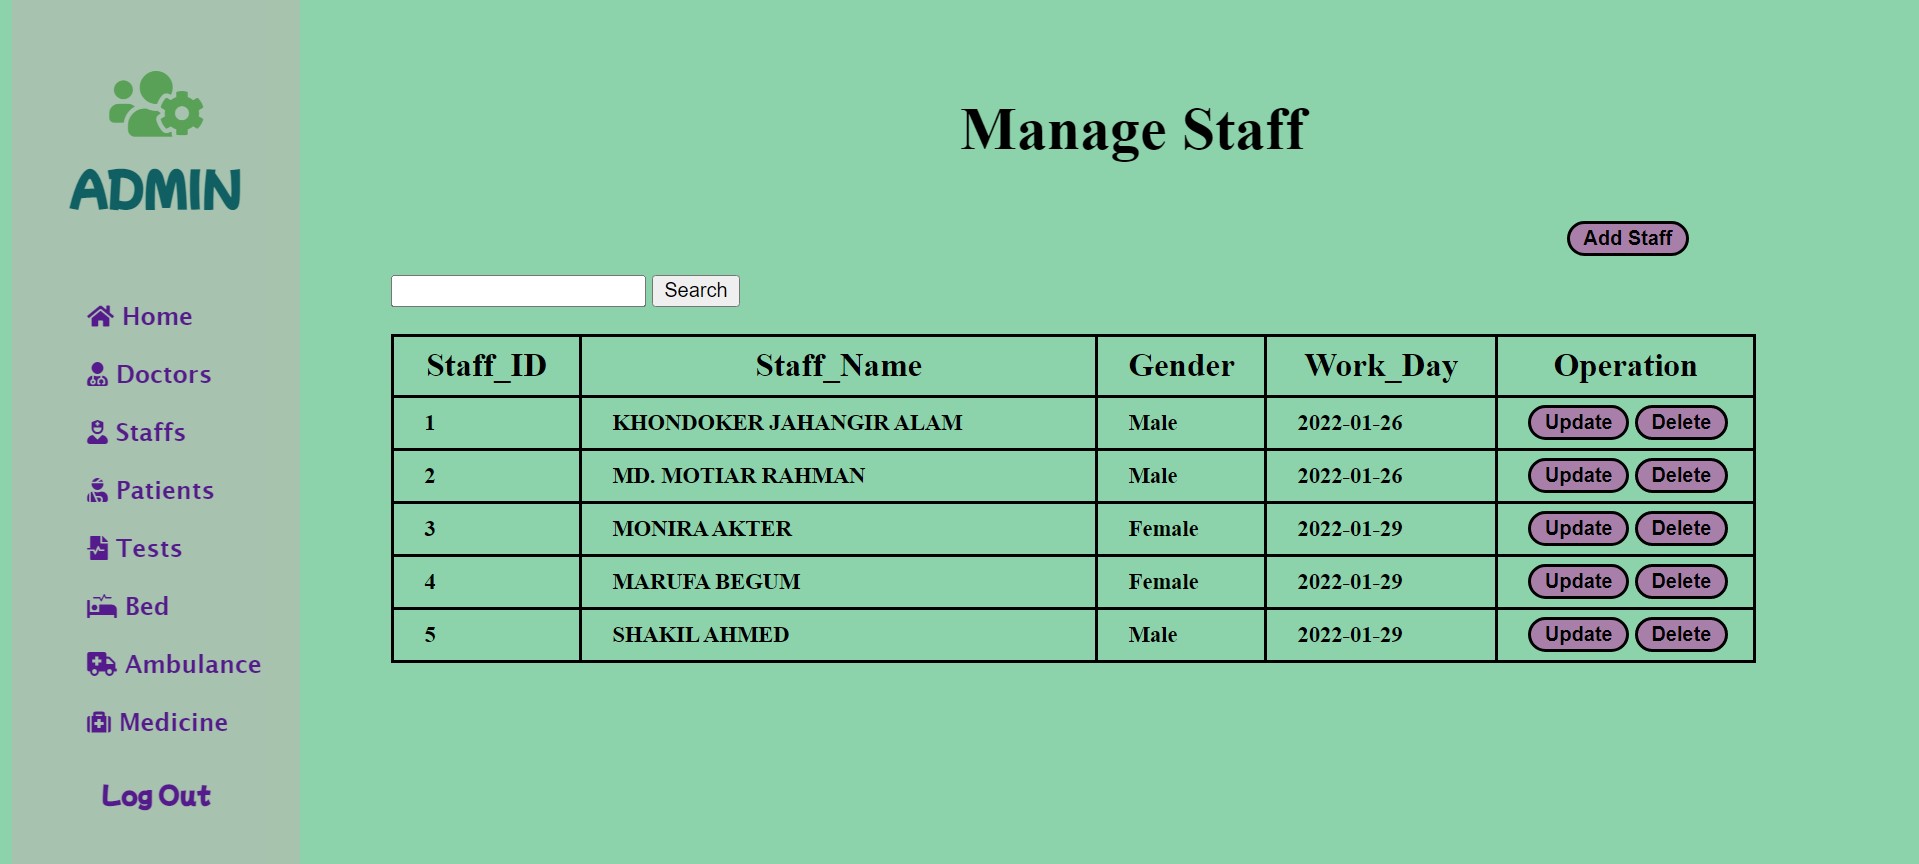 ADMIN
Home
Doctors
Staffs
Patients
Tests
Bed
Ambulance
Medicine
Log Out
Manage Staff
Add Staff
Search
Staff_ID Staff_Name Gender Work_Day Operation
1 KHONDOKER JAHANGIR ALAM Male 2022-01-26 Update Delete
2 MD. MOTIAR RAHMAN Male 2022-01-26 Update Delete
3 MONIRA AKTER Female 2022-01-29 Update Delete
4 MARUFA BEGUM Female 2022-01-29 Update Delete
5 SHAKIL AHMED Male 2022-01-29 Update Delete